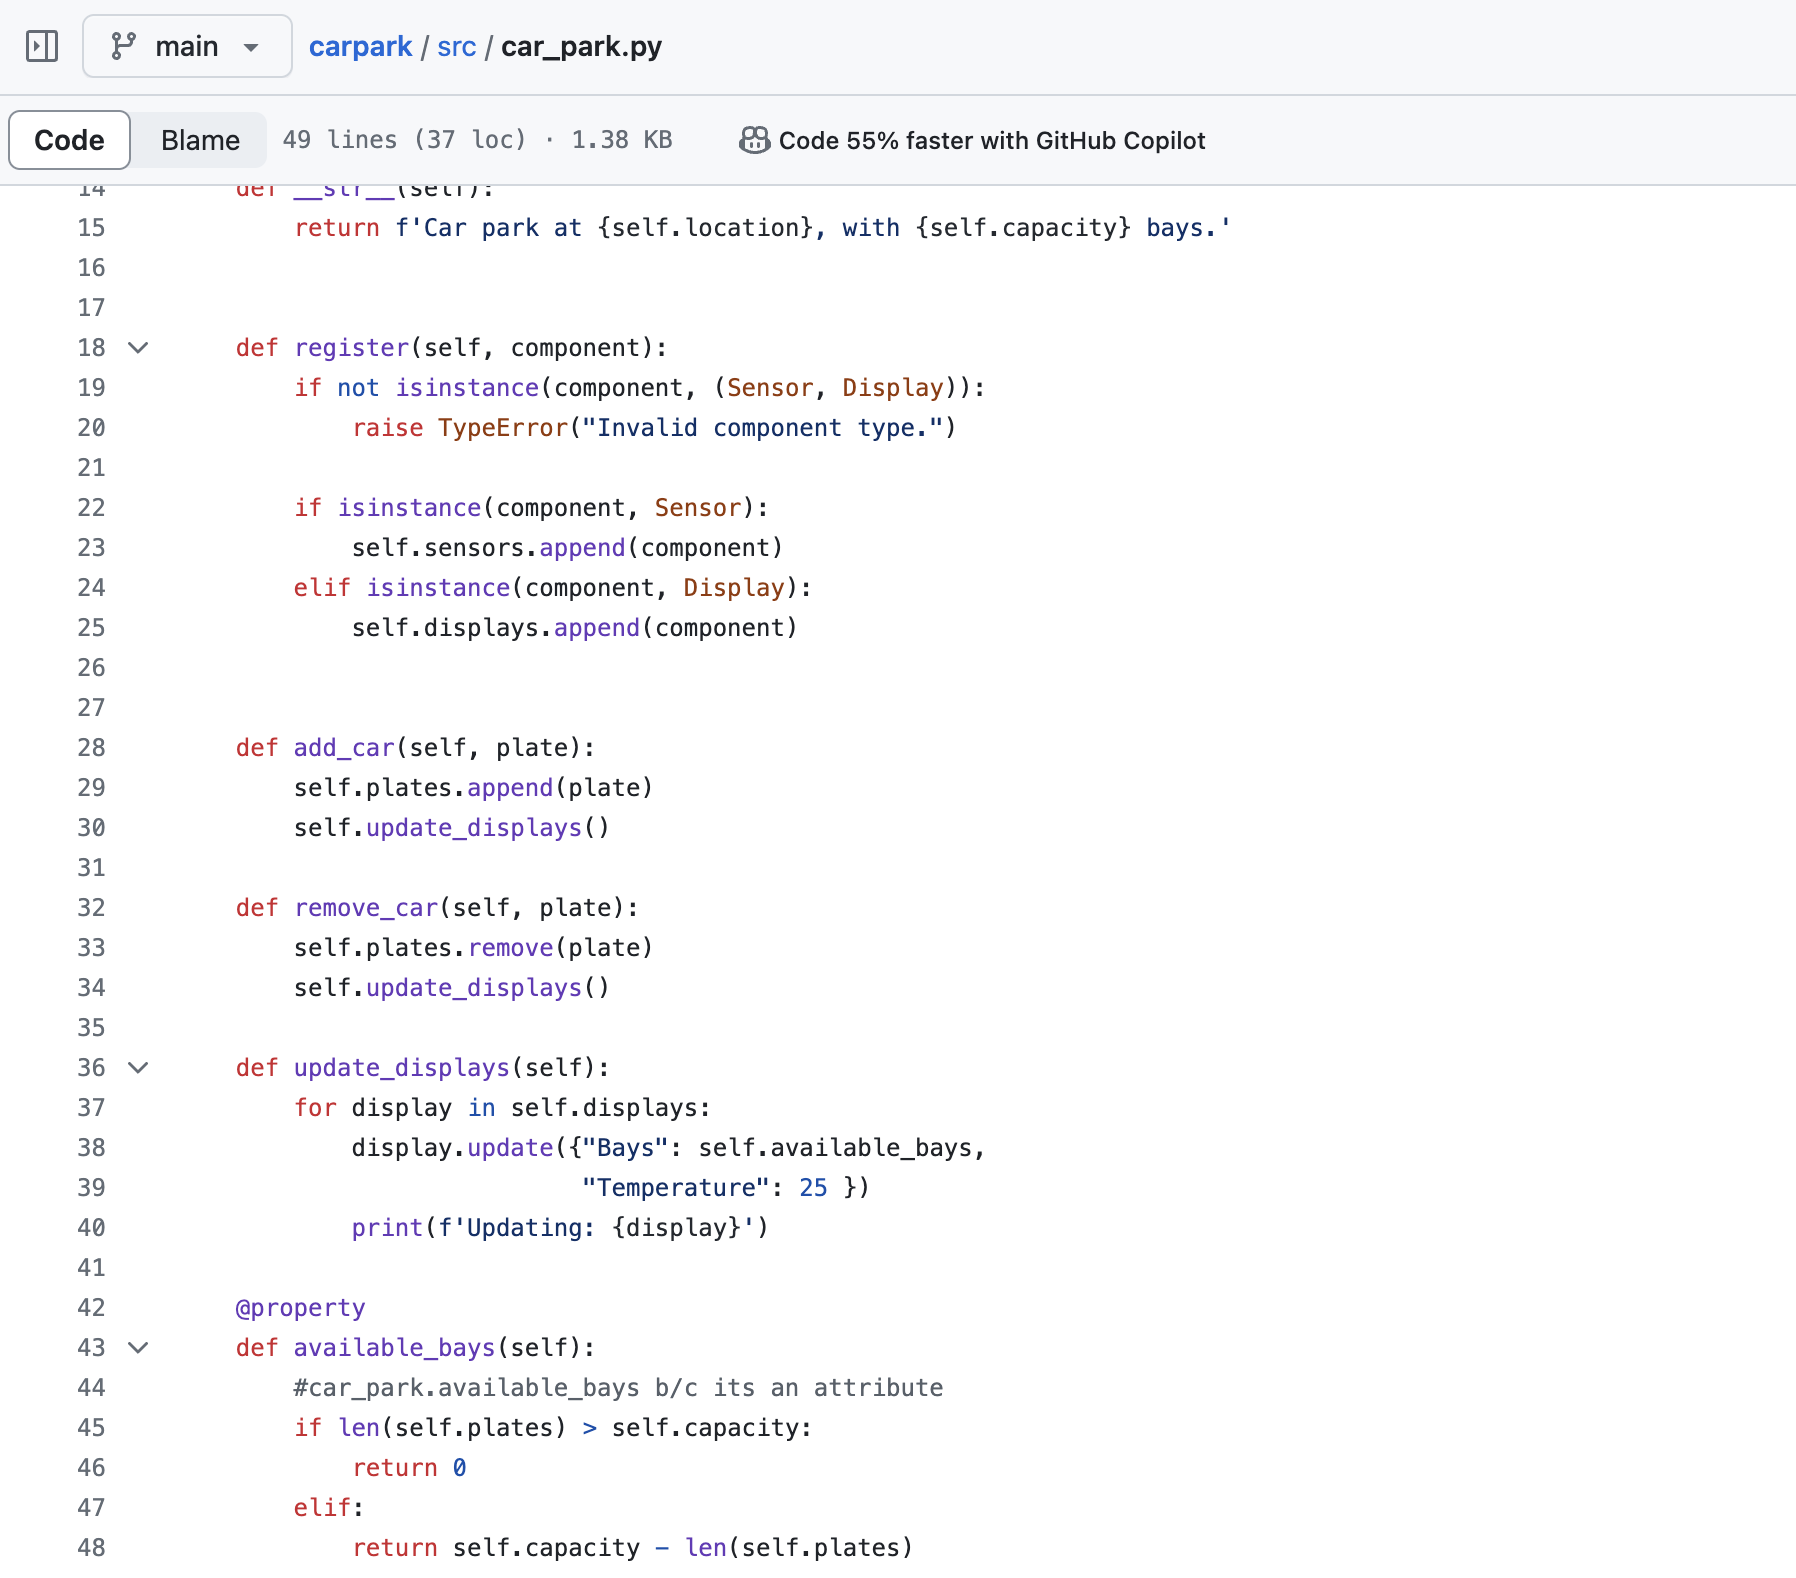 main
carpark / src / car_park.py
Code Blame 49 lines (37 loc) · 1.38 KB Code 55% faster with GitHub Copilot
14 def __str__(self):
15 return f'Car park at {self.location}, with {self.capacity} bays.'
16
17
18 def register(self, component):
19 if not isinstance(component, (Sensor, Display)):
20 raise TypeError("Invalid component type.")
21
22 if isinstance(component, Sensor):
23 self.sensors.append(component)
24 elif isinstance(component, Display):
25 self.displays.append(component)
26
27
28 def add_car(self, plate):
29 self.plates.append(plate)
30 self.update_displays()
31
32 def remove_car(self, plate):
33 self.plates.remove(plate)
34 self.update_displays()
35
36 def update_displays(self):
37 for display in self.displays:
38 display.update({"Bays": self.available_bays,
39 "Temperature": 25 })
40 print(f'Updating: {display}')
41
42 @property
43 def available_bays(self):
44 #car_park.available_bays b/c its an attribute
45 if len(self.plates) > self.capacity:
46 return 0
47 elif:
48 return self.capacity - len(self.plates)